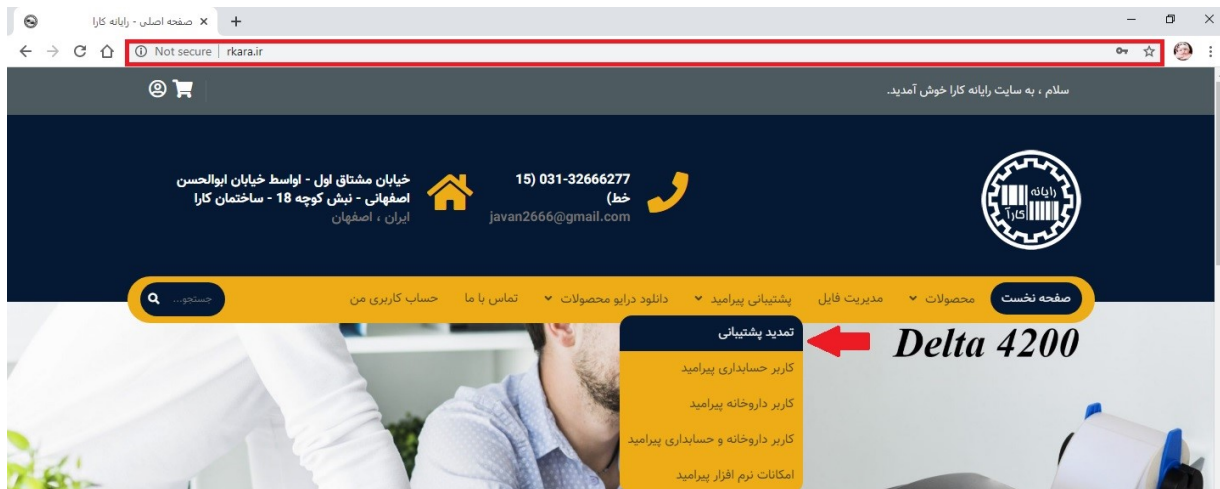 صفحه اصلی - رایانه کارا
Not secure | rkara.ir
سلام ، به سایت رایانه کارا خوش آمدید.
رایانه
کارآ
031-32666277 (15
خط)
javan2666@gmail.com
خیابان مشتاق اول - اواسط خیابان ابوالحسن
اصفهانی - نبش کوچه 18 - ساختمان کارا
ایران ، اصفهان
صفحه نخست محصولات مدیریت فایل پشتیبانی پیرامید دانلود درایو محصولات تماس با ما حساب کاربری من جستجو...
تمدید پشتیبانی
Delta 4200
کاربر حسابداری پیرامید
کاربر داروخانه پیرامید
کاربر داروخانه و حسابداری پیرامید
امکانات نرم افزار پیرامید